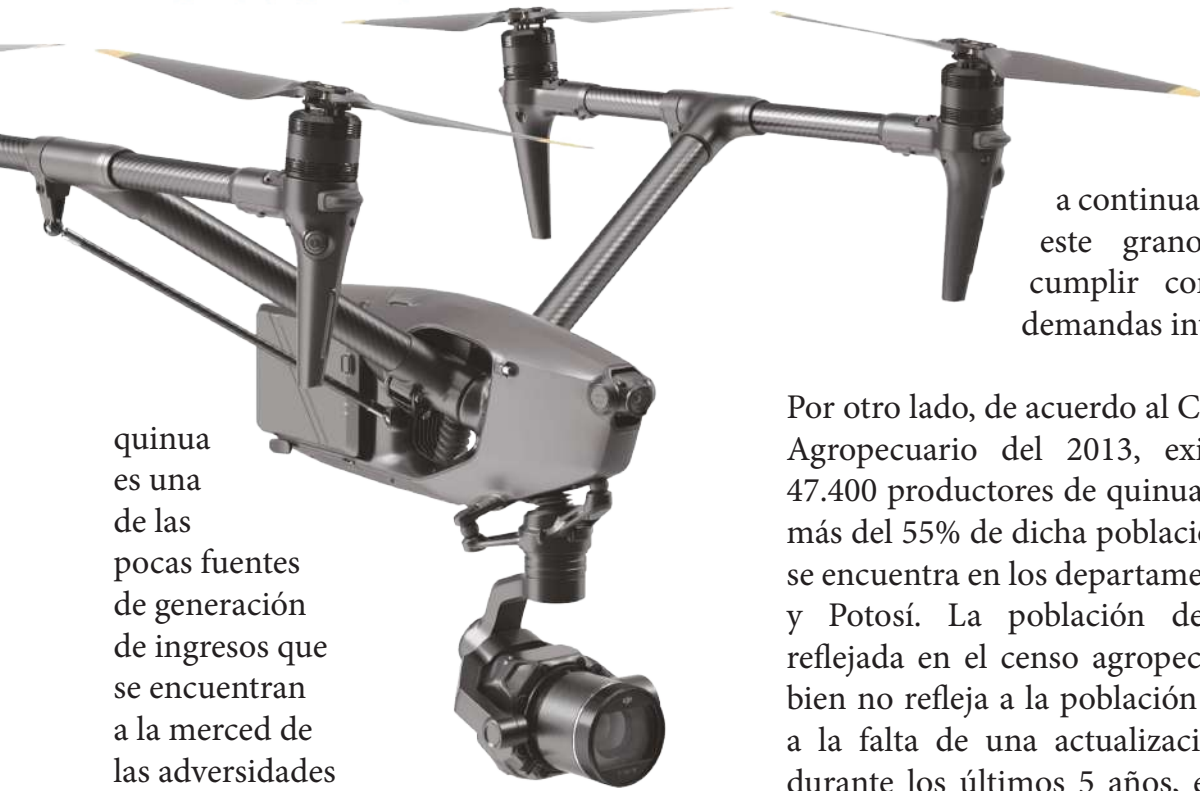 quinua
es una
de las
pocas fuentes
de generación
de ingresos que
se encuentran
a la merced de
las adversidades
a continua
este grano
cumplir con
demandas in
Por otro lado, de acuerdo al C
Agropecuario del 2013, exi
47.400 productores de quinua
más del 55% de dicha població
se encuentra en los departame
y Potosí. La población de
reflejada en el censo agropec
bien no refleja a la población
a la falta de una actualizaci
durante los últimos 5 años, e